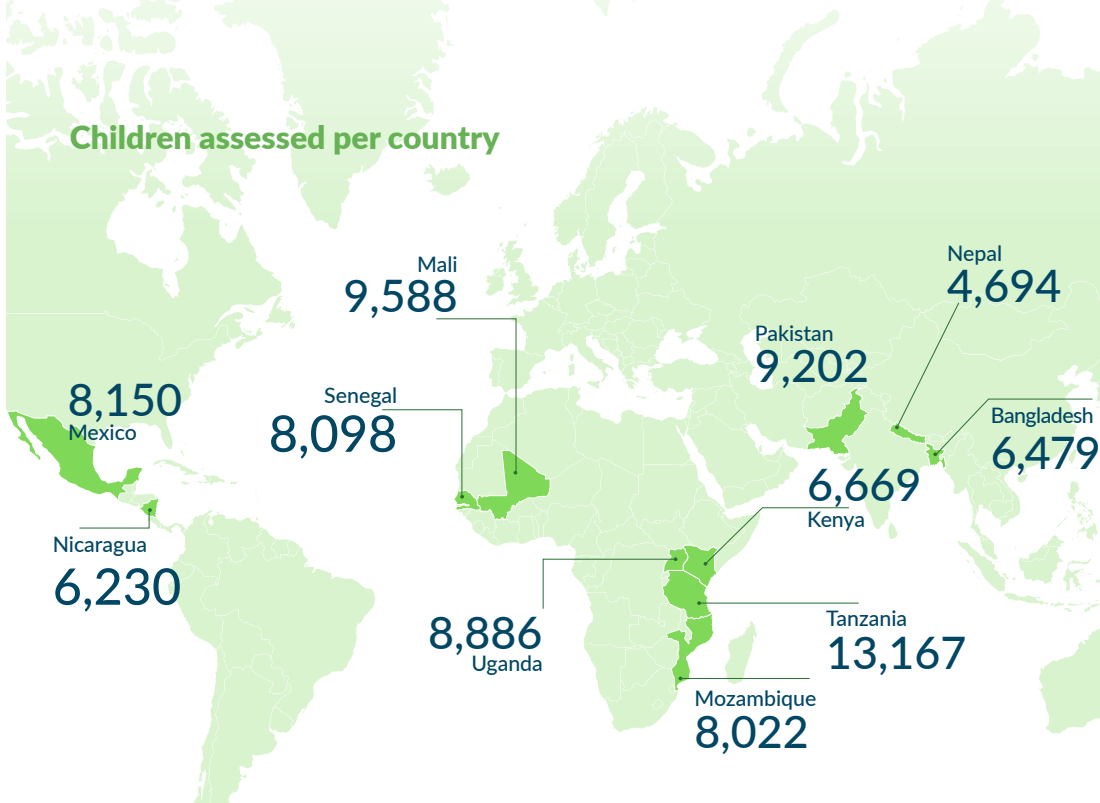 Children assessed per country
Mali
9,588
Nepal
4,694
Pakistan
9,202
8,150
Mexico
Senegal
8,098
Bangladesh
6,479
6,669
Kenya
Nicaragua
6,230
8,886
Uganda
Tanzania
13,167
Mozambique
8,022